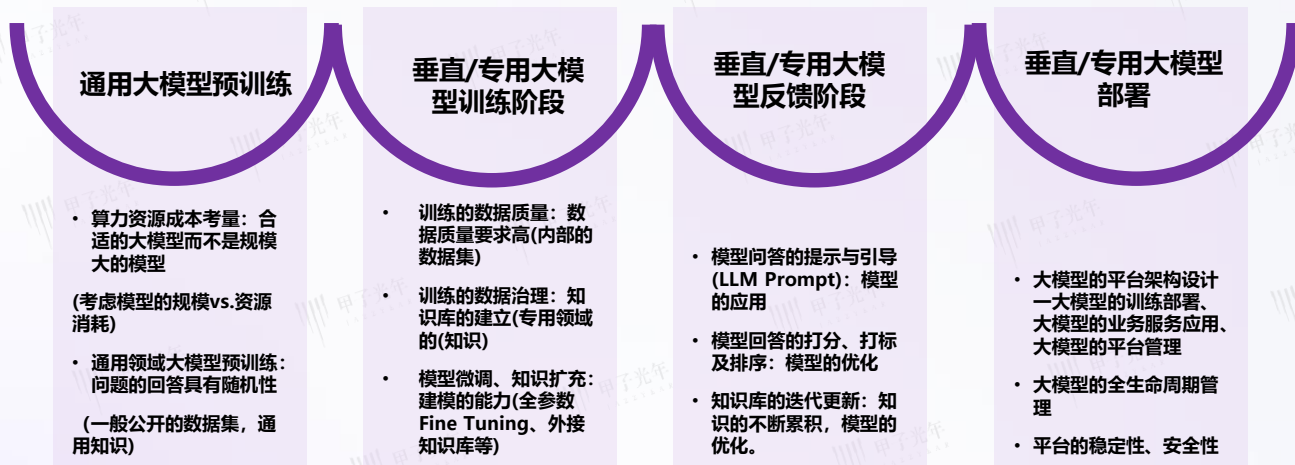 通用大模型预训练
• 算力资源成本考量：合
适的大模型而不是规模
大的模型
(考虑模型的规模vs.资源
消耗)
• 通用领域大模型预训练：
问题的回答具有随机性
(一般公开的数据集，通
用知识)
垂直/专用大模
型训练阶段
• 训练的数据质量：数
据质量要求高(内部的
数据集)
• 训练的数据治理：知
识库的建立(专用领域
的(知识)
• 模型微调、知识扩充：
建模的能力(全参数
Fine Tuning、外接
知识库等)
垂直/专用大模
型反馈阶段
• 模型问答的提示与引导
(LLM Prompt)：模型
的应用
• 模型回答的打分、打标
及排序：模型的优化
• 知识库的迭代更新：知
识的不断累积，模型的
优化。
垂直/专用大模型
部署
• 大模型的平台架构设计
一大模型的训练部署、
大模型的业务服务应用、
大模型的平台管理
• 大模型的全生命周期管
理
• 平台的稳定性、安全性
甲子光年